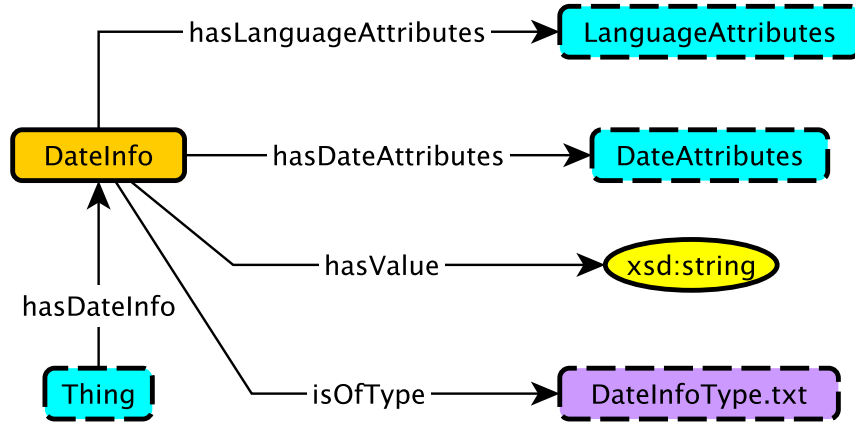 hasLanguageAttributes
LanguageAttributes
DateInfo
hasDateAttributes
DateAttributes
hasValue
xsd:string
hasDateInfo
Thing
isOfType
DateInfoType.txt